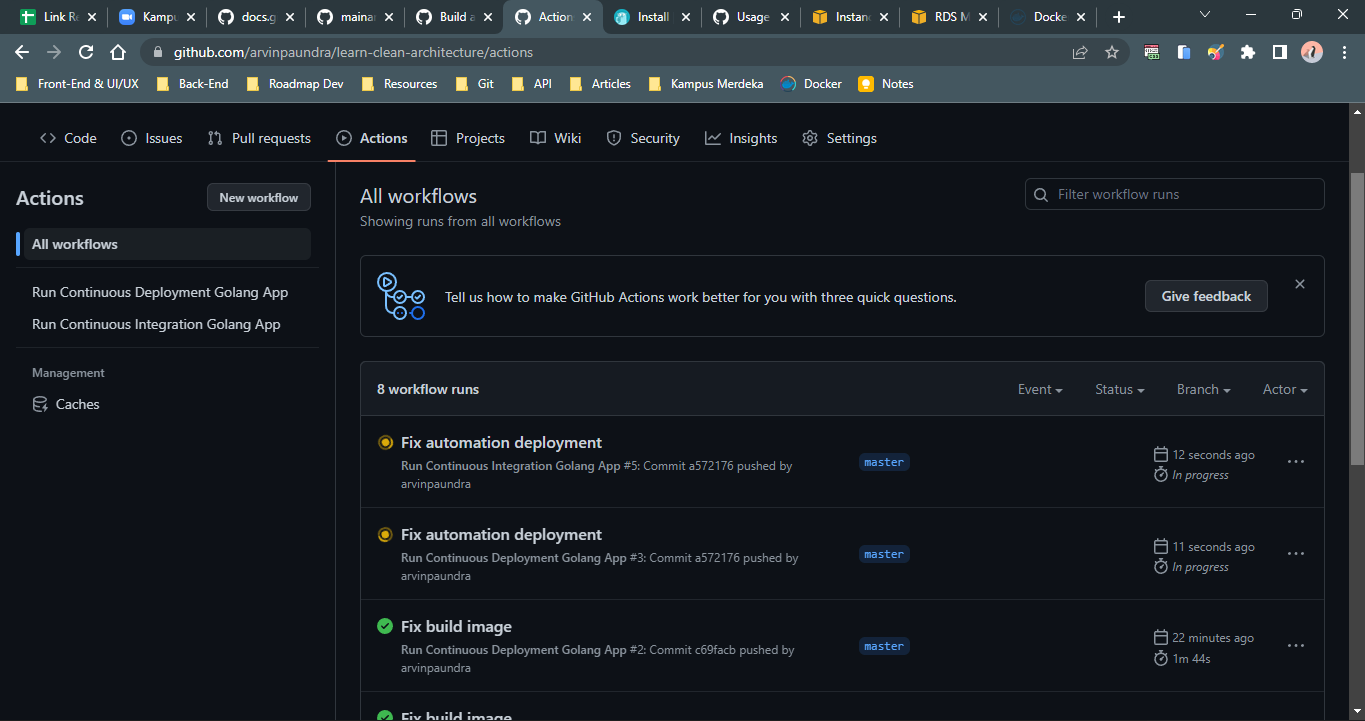 Link Re
Kampu
docs.g
mainar
Build a
Action
Install
Usage
Instanc
RDS M
Docke
github.com/arvinpaundra/learn-clean-architecture/actions
Front-End & UI/UX
Back-End
Roadmap Dev
Resources
Git
API
Articles
Kampus Merdeka
Docker
Notes
Code
Issues
Pull requests
Actions
Projects
Wiki
Security
Insights
Settings
Actions
New workflow
All workflows
Run Continuous Deployment Golang App
Run Continuous Integration Golang App
Management
Caches
All workflows
Showing runs from all workflows
Filter workflow runs
Tell us how to make GitHub Actions work better for you with three quick questions.
Give feedback
8 workflow runs
Event
Status
Branch
Actor
Fix automation deployment
Run Continuous Integration Golang App #5: Commit a572176 pushed by
arvinpaundra
master
12 seconds ago
In progress
Fix automation deployment
Run Continuous Deployment Golang App #3: Commit a572176 pushed by
arvinpaundra
master
11 seconds ago
In progress
Fix build image
Run Continuous Deployment Golang App #2: Commit c69facb pushed by
arvinpaundra
master
22 minutes ago
1m 44s
Fix build image